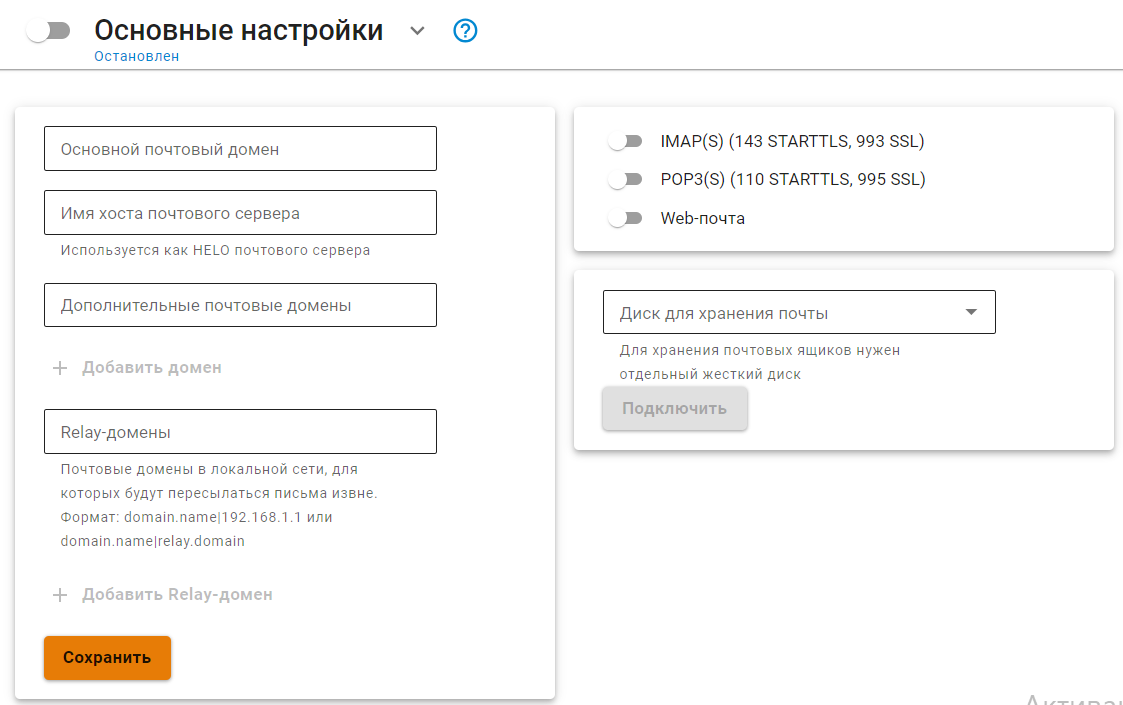 Основные настройки
Остановлен
Основной почтовый домен
Имя хоста почтового сервера
Используется как HELO почтового сервера
Дополнительные почтовые домены
Добавить домен
Relay-домены
Почтовые домены в локальной сети, для
которых будут пересылаться письма извне.
Формат: domain.name|192.168.1.1 или
domain.name|relay.domain
Добавить Relay-домен
Сохранить
IMAP(S) (143 STARTTLS, 993 SSL)
POP3(S) (110 STARTTLS, 995 SSL)
Web-почта
Диск для хранения почты
Для хранения почтовых ящиков нужен
отдельный жесткий диск
Подключить